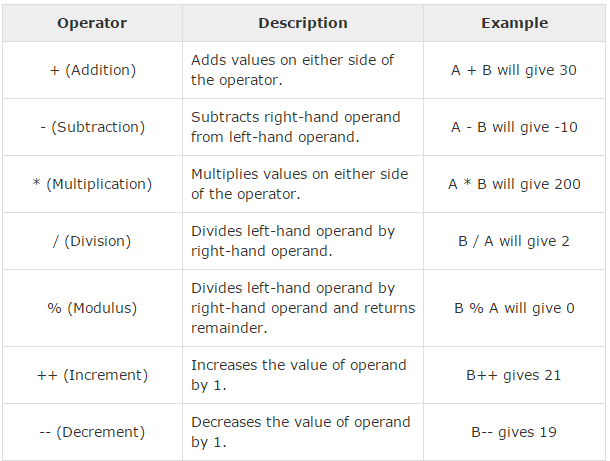 Operator Description Example
+ (Addition) Adds values on either side of the operator. A + B will give 30
- (Subtraction) Subtracts right-hand operand from left-hand operand. A - B will give -10
* (Multiplication) Multiplies values on either side of the operator. A * B will give 200
/ (Division) Divides left-hand operand by right-hand operand. B / A will give 2
% (Modulus) Divides left-hand operand by right-hand operand and returns remainder. B % A will give 0
++ (Increment) Increases the value of operand by 1. B++ gives 21
-- (Decrement) Decreases the value of operand by 1. B-- gives 19